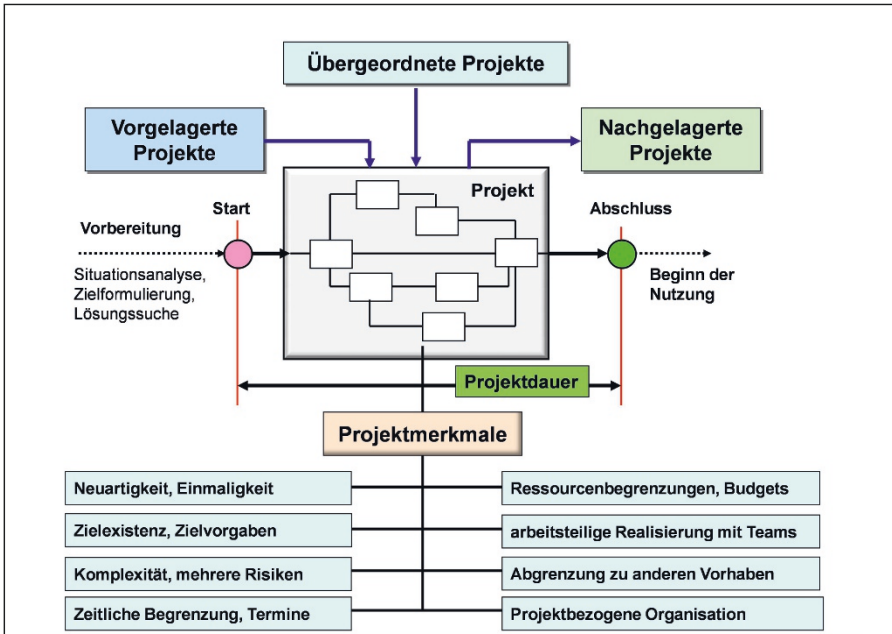 Übergeordnete Projekte
Vorgelagerte
Projekte
Nachgelagerte
Projekte
Projekt
Start
Abschluss
Vorbereitung
Situationsanalyse,
Zielformulierung,
Lösungssuche
Beginn der
Nutzung
Projektdauer
Projektmerkmale
Neuartigkeit, Einmaligkeit
Ressourcenbegrenzungen, Budgets
Zielexistenz, Zielvorgaben
arbeitsteilige Realisierung mit Teams
Komplexität, mehrere Risiken
Abgrenzung zu anderen Vorhaben
Zeitliche Begrenzung, Termine
Projektbezogene Organisation